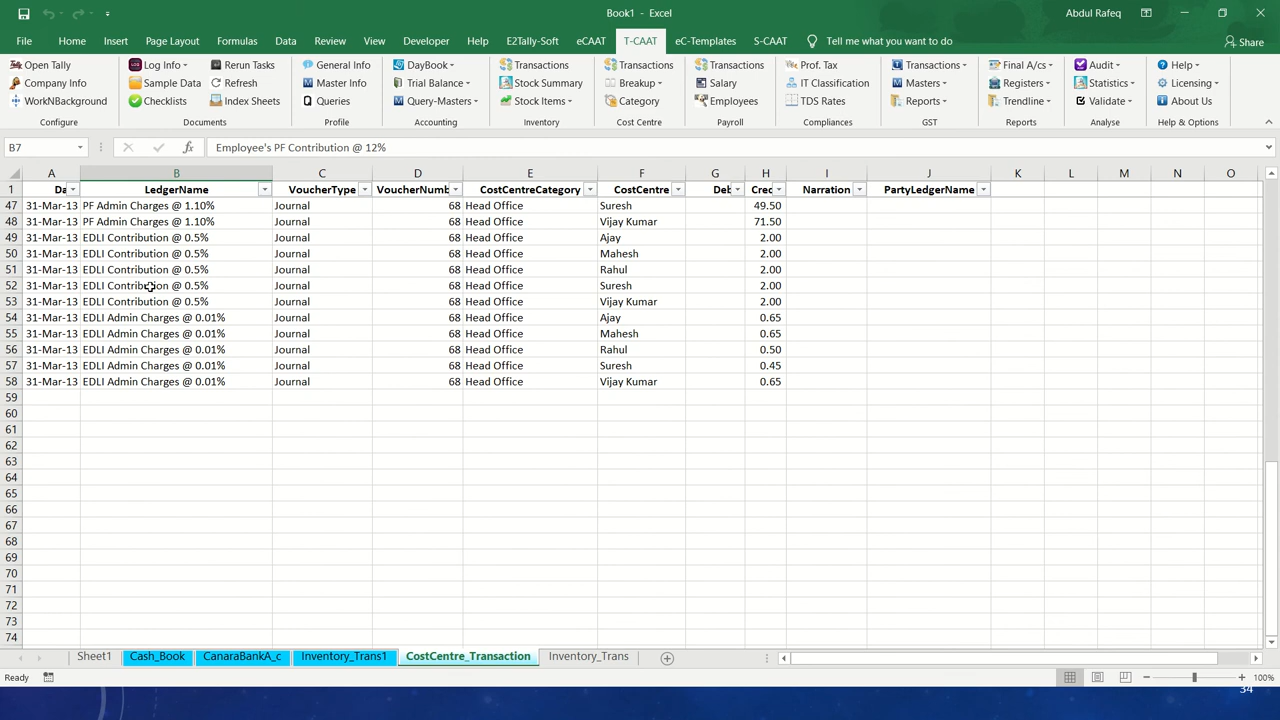 Book1 - Excel
Abdul Rafeq
File Home Insert Page Layout Formulas Data Review View Developer Help E2Tally-Soft eCAAT T-CAAT eC-Templates S-CAAT Tell me what you want to do Share
Open Tally Log Info Rerun Tasks General Info DayBook Transactions Transactions Transactions Prof. Tax Transactions Final A/cs Audit Help
Company Info Sample Data Refresh Master Info Trial Balance Stock Summary Breakup Salary IT Clasification Masters Registers Statistics Licensing
WorkNBackground Checklists Index Sheets Queries Query-Masters Stock Items Category Employees TDS Rates Reports Trendline Validate About Us
Configure Documents Profile Accounting Inventory Cost Centre Payroll Compliances GST Reports Analyse Help & Options
B7 fx Employee's PF Contribution @ 12%
A B C D E F G H I J K L M N O
1 Da LedgerName VoucherType VoucherNumb CostCentreCategory CostCentre Deb Cred Narration PartyLedgerName
47 31-Mar-13 PF Admin Charges @ 1.10% Journal 68 Head Office Suresh 49.50
48 31-Mar-13 PF Admin Charges @ 1.10% Journal 68 Head Office Vijay Kumar 71.50
49 31-Mar-13 EDLI Contribution @ 0.5% Journal 68 Head Office Ajay 2.00
50 31-Mar-13 EDLI Contribution @ 0.5% Journal 68 Head Office Mahesh 2.00
51 31-Mar-13 EDLI Contribution @ 0.5% Journal 68 Head Office Rahul 2.00
52 31-Mar-13 EDLI Contribution @ 0.5% Journal 68 Head Office Suresh 2.00
53 31-Mar-13 EDLI Contribution @ 0.5% Journal 68 Head Office Vijay Kumar 2.00
54 31-Mar-13 EDLI Admin Charges @ 0.01% Journal 68 Head Office Ajay 0.65
55 31-Mar-13 EDLI Admin Charges @ 0.01% Journal 68 Head Office Mahesh 0.65
56 31-Mar-13 EDLI Admin Charges @ 0.01% Journal 68 Head Office Rahul 0.50
57 31-Mar-13 EDLI Admin Charges @ 0.01% Journal 68 Head Office Suresh 0.45
58 31-Mar-13 EDLI Admin Charges @ 0.01% Journal 68 Head Office Vijay Kumar 0.65
59
60
61
62
63
64
65
66
67
68
69
70
71
72
73
74
Sheet1 Cash_Book CanaraBankA_c Inventory_Trans1 CostCentre_Transaction Inventory_Trans
Ready 100%
34